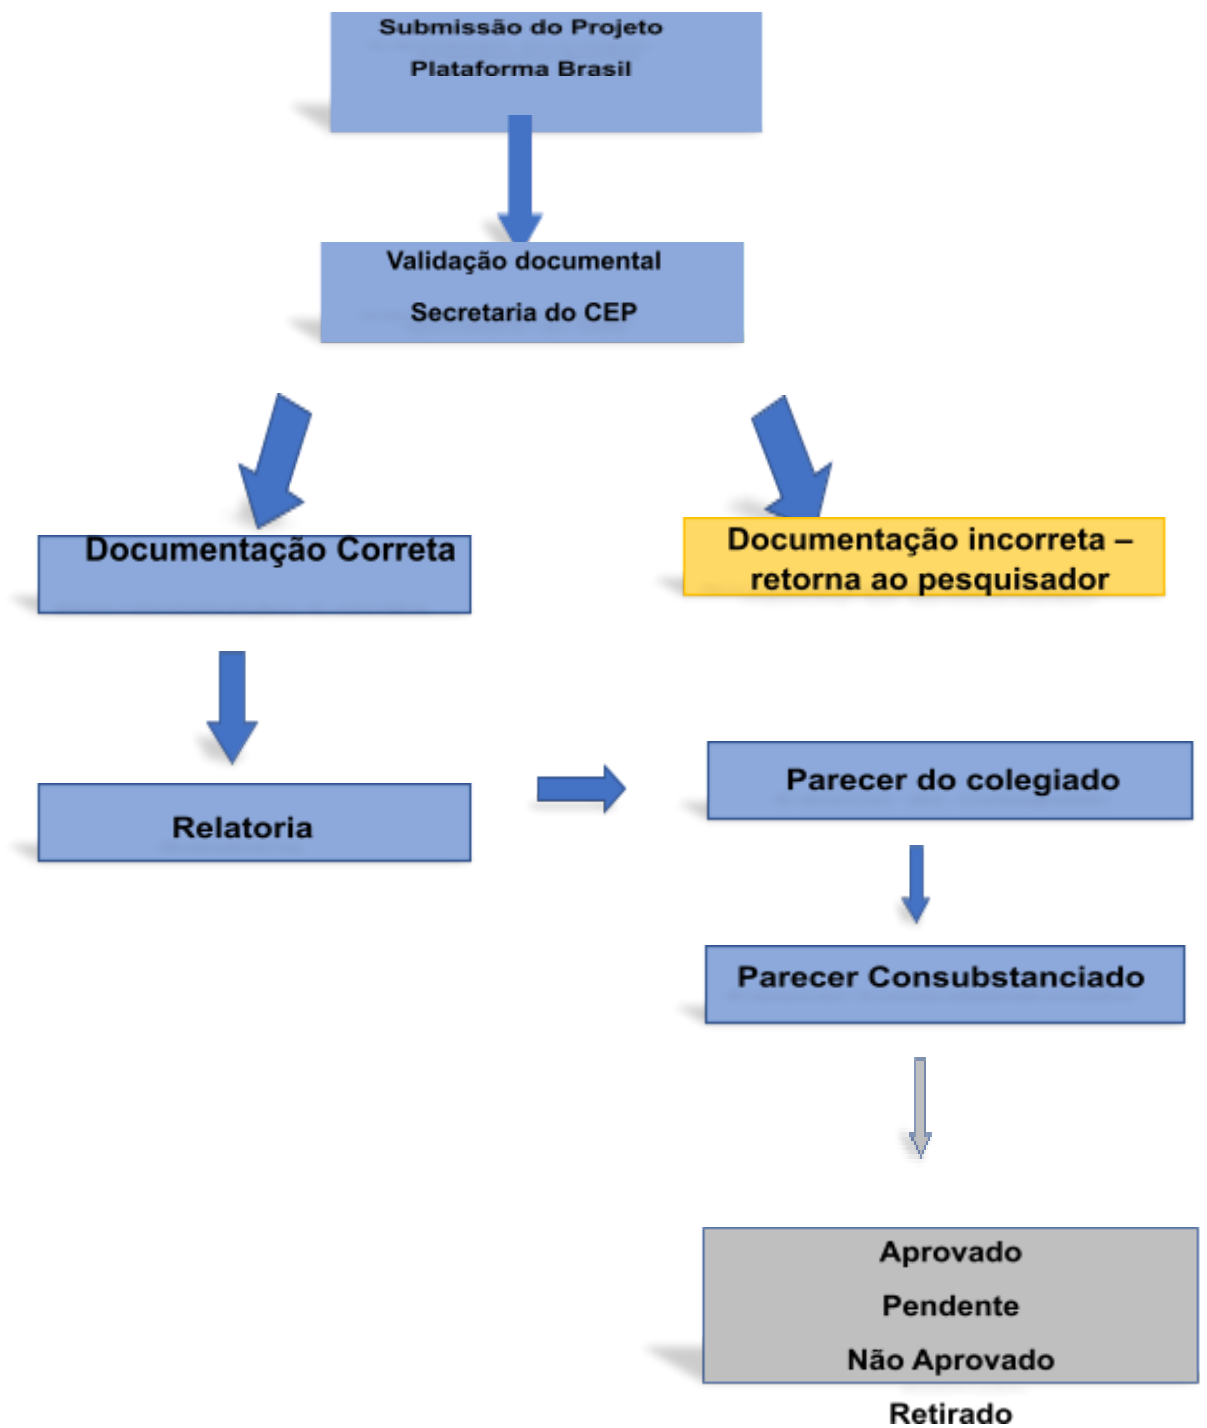 Submissão do Projeto
Plataforma Brasil
Validação documental
Secretaria do CEP
Documentação Correta
Documentação incorreta –
retorna ao pesquisador
Relatoria
Parecer do colegiado
Parecer Consubstanciado
Aprovado
Pendente
Não Aprovado
Retirado